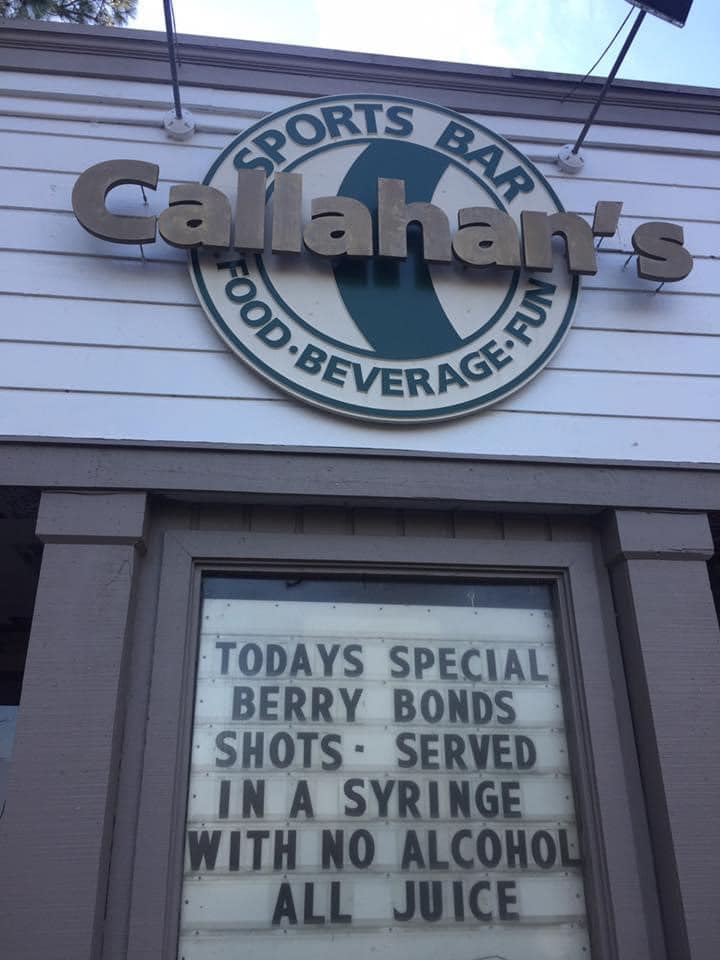 SPORTS BAR
Callahan's
FOOD·BEVERAGE·FUN
TODAYS SPECIAL
BERRY BONDS
SHOTS· SERVED
IN A SYRINGE
WITH NO ALCOHOL
ALL JUICE